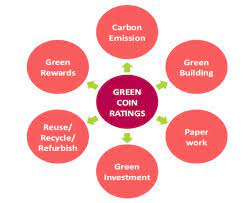 Carbon
Emission
Green
Rewards
Green
Building
GREEN
COIN
RATINGS
Reuse/
Recycle/
Refurbish
Paper
work
Green
Investment